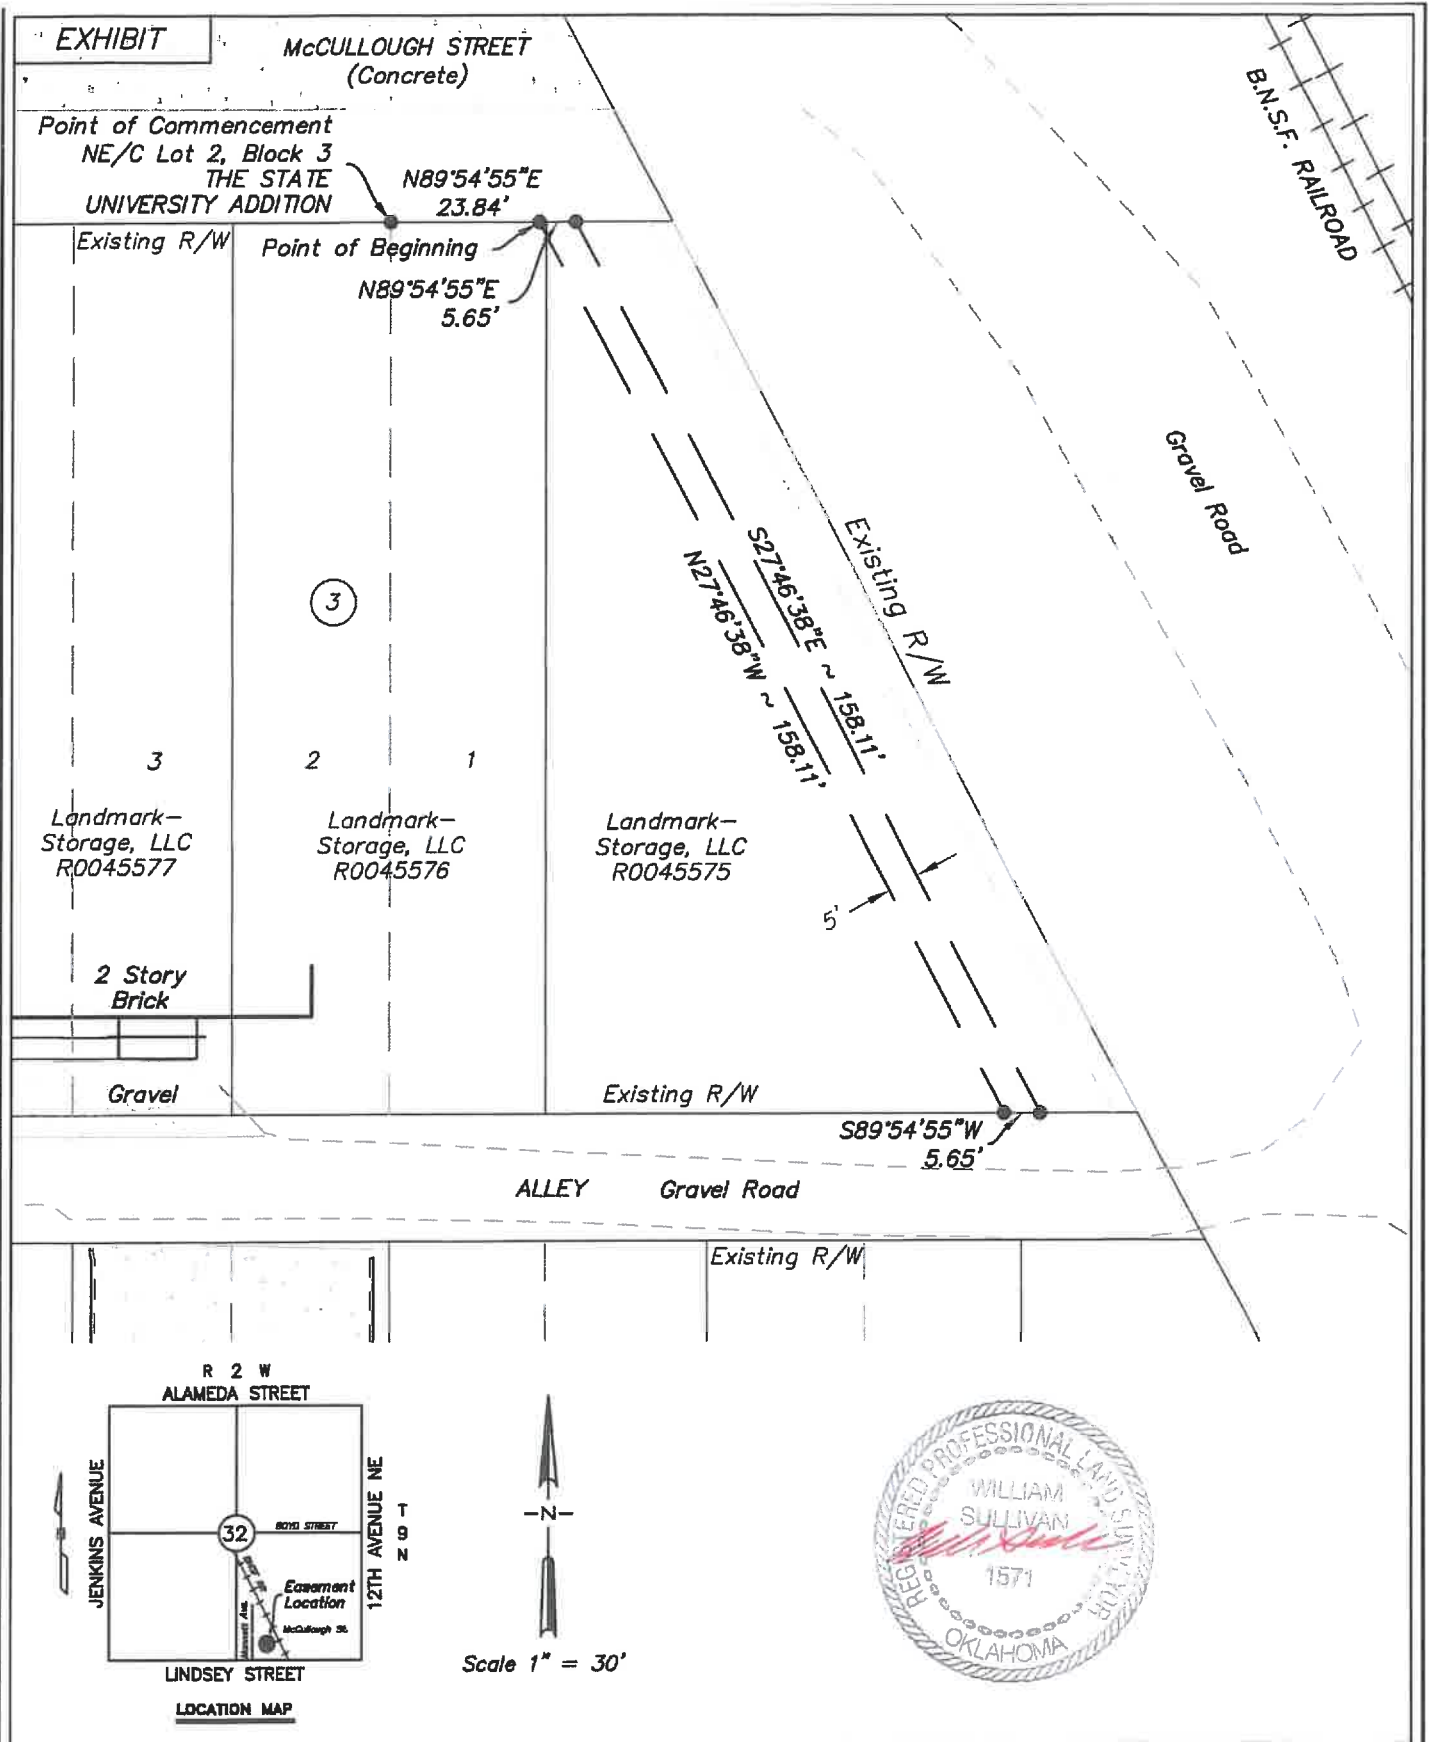 EXHIBIT
McCULLOUGH STREET
(Concrete)
Point of Commencement
NE/C Lot 2, Block 3
THE STATE
UNIVERSITY ADDITION
N89°54'55"E
23.84'
Existing R/W
Point of Beginning
N89°54'55"E
5.65'
B.N.S.F. RAILROAD
Gravel Road
Existing R/W
S27°46'38"E ~ 158.11'
N27°46'38"W ~ 158.11'
3
3
2
1
Landmark-
Storage, LLC
R0045577
Landmark-
Storage, LLC
R0045576
Landmark-
Storage, LLC
R0045575
5'
2 Story
Brick
Gravel
Existing R/W
S89°54'55"W
5.65'
ALLEY
Gravel Road
Existing R/W
R 2 W
ALAMEDA STREET
JENKINS AVENUE
12TH AVENUE NE
T
9
N
32
BOYD STREET
Easement
Location
McCullough St.
LINDSEY STREET
LOCATION MAP
-N-
Scale 1" = 30'
REGISTERED PROFESSIONAL LAND SURVEYOR
WILLIAM
SULLIVAN
1571
OKLAHOMA